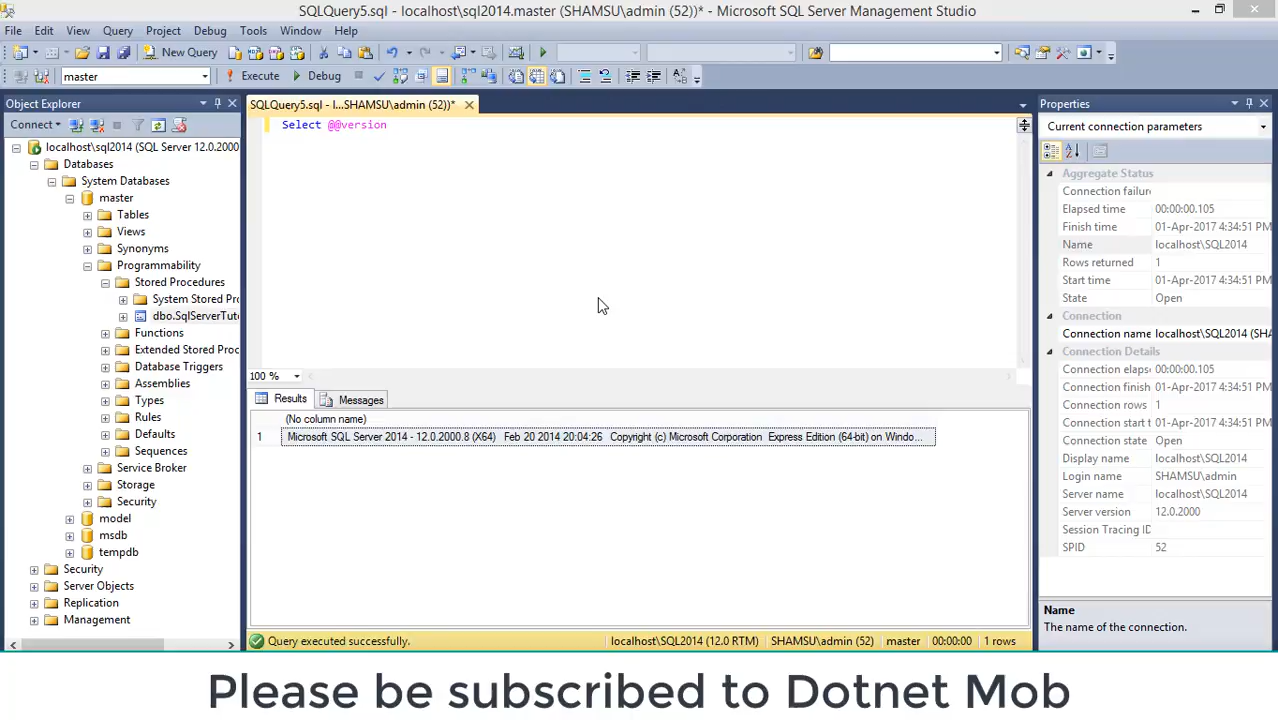 SQLQuery5.sql - localhost\sql2014.master (SHAMSU\admin (52))* - Microsoft SQL Server Management Studio
File Edit View Query Project Debug Tools Window Help
New Query
master Execute Debug
Object Explorer
SQLQuery5.sql - l...SHAMSU\admin (52))*
Properties
Connect
Select @@version
Current connection parameters
localhost\sql2014 (SQL Server 12.0.2000
Databases
System Databases
master
Tables
Views
Synonyms
Programmability
Stored Procedures
System Stored Pro
dbo.SqlServerTut
Functions
Extended Stored Proc
Database Triggers
Assemblies
Types
Rules
Defaults
Sequences
Service Broker
Storage
Security
model
msdb
tempdb
Security
Server Objects
Replication
Management
100 %
Results Messages
(No column name)
1 Microsoft SQL Server 2014 - 12.0.2000.8 (X64) Feb 20 2014 20:04:26 Copyright (c) Microsoft Corporation Express Edition (64-bit) on Windo...
Query executed successfully. localhost\SQL2014 (12.0 RTM) SHAMSU\admin (52) master 00:00:00 1 rows
Aggregate Status
Connection failure
Elapsed time 00:00:00.105
Finish time 01-Apr-2017 4:34:51 PM
Name localhost\SQL2014
Rows returned 1
Start time 01-Apr-2017 4:34:51 PM
State Open
Connection
Connection name localhost\SQL2014 (SHA
Connection Details
Connection elaps 00:00:00.105
Connection finish 01-Apr-2017 4:34:51 PM
Connection rows 1
Connection start t 01-Apr-2017 4:34:51 PM
Connection state Open
Display name localhost\SQL2014
Login name SHAMSU\admin
Server name localhost\SQL2014
Server version 12.0.2000
Session Tracing ID
SPID 52
Name
The name of the connection.
Please be subscribed to Dotnet Mob